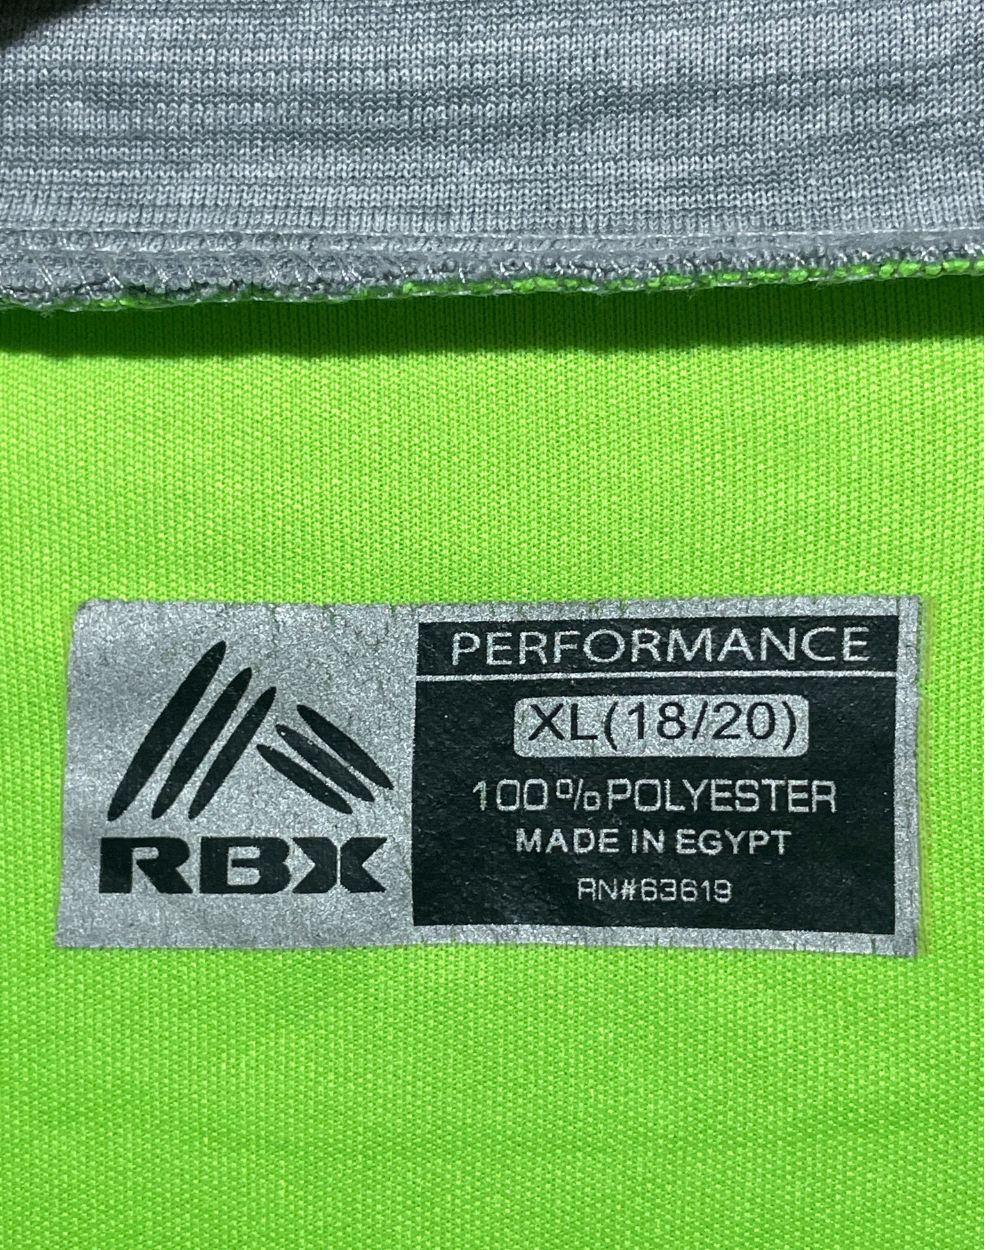 RBX
PERFORMANCE
XL(18/20)
100%POLYESTER
MADE IN EGYPT
RN#63619